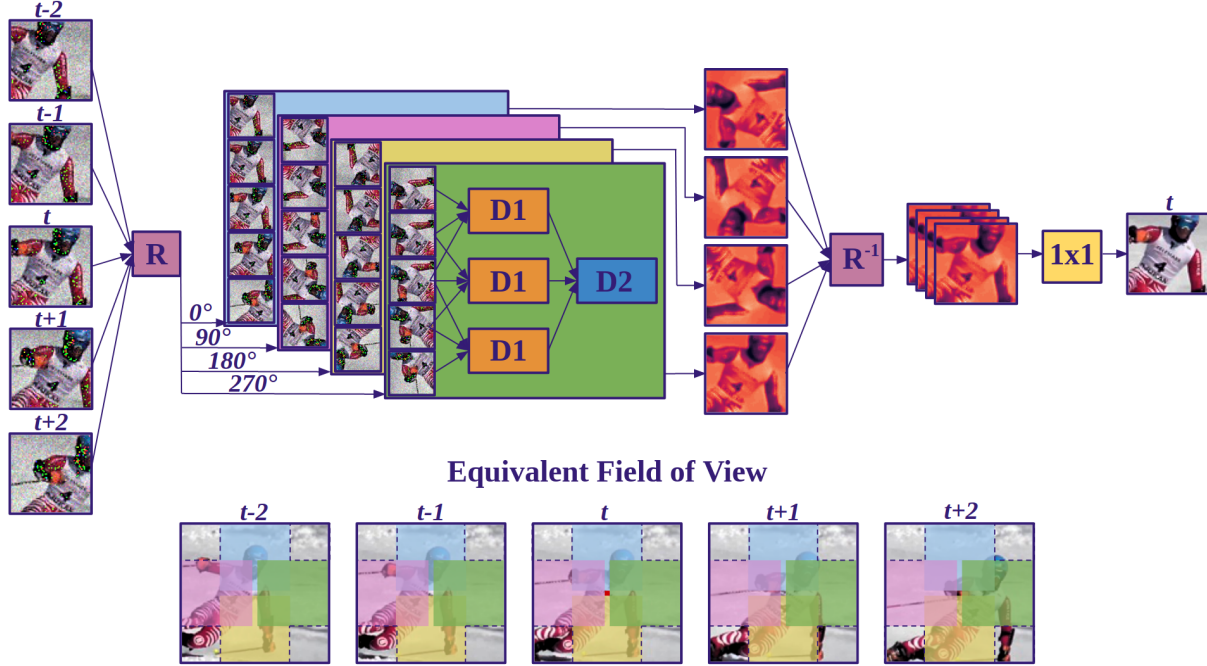 t-2
t-1
t
t+1
t+2
R
0°
90°
180°
270°
D1
D1
D1
D2
R⁻¹
1x1
t
Equivalent Field of View
t-2
t-1
t
t+1
t+2